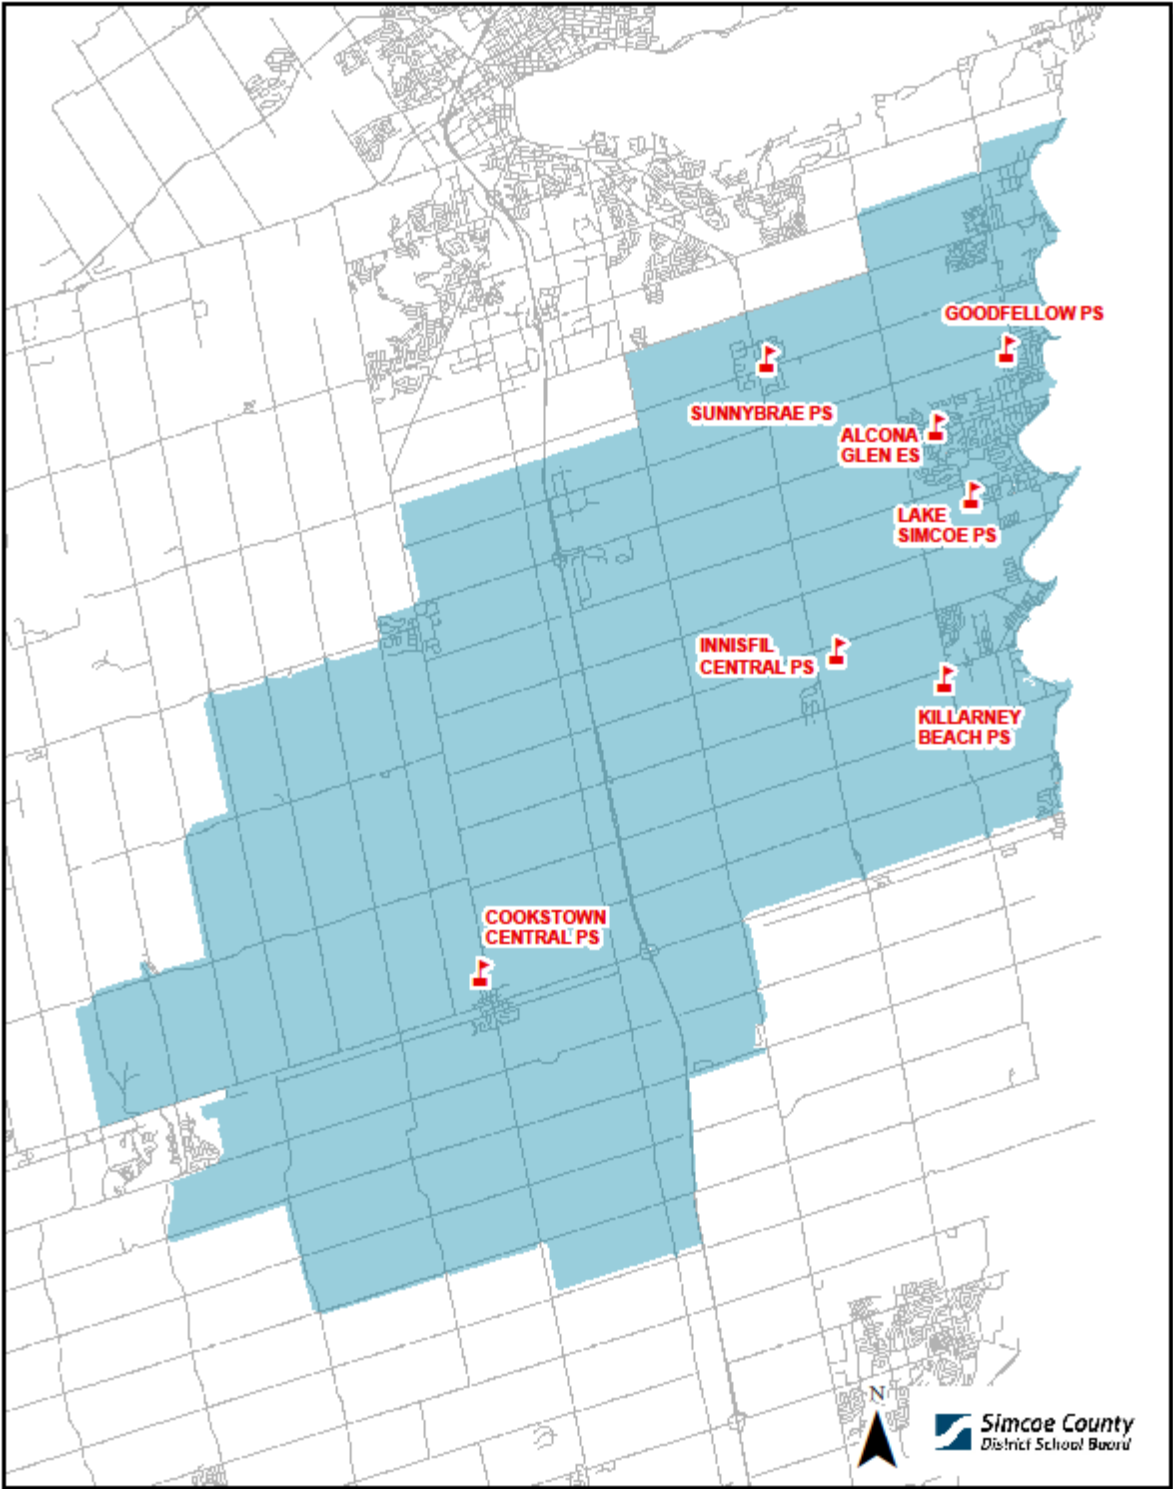 GOODFELLOW PS
SUNNYBRAE PS
ALCONA
GLEN ES
LAKE
SIMCOE PS
INNISFIL
CENTRAL PS
KILLARNEY
BEACH PS
COOKSTOWN
CENTRAL PS
N
Simcoe County
District School Board